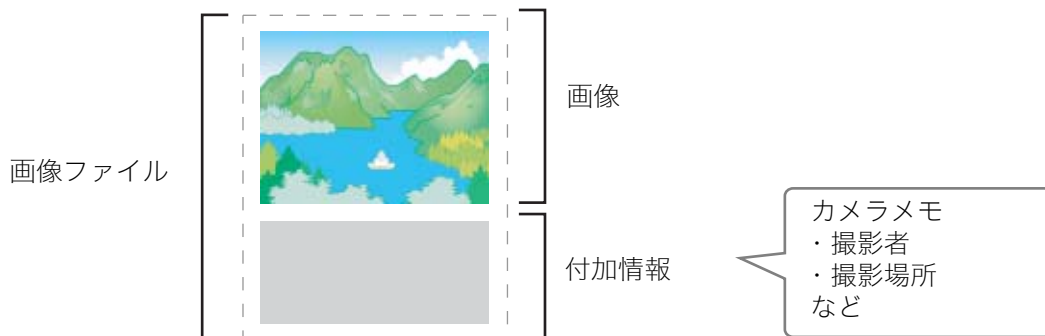 画像
画像ファイル
付加情報
カメラメモ
・撮影者
・撮影場所
など